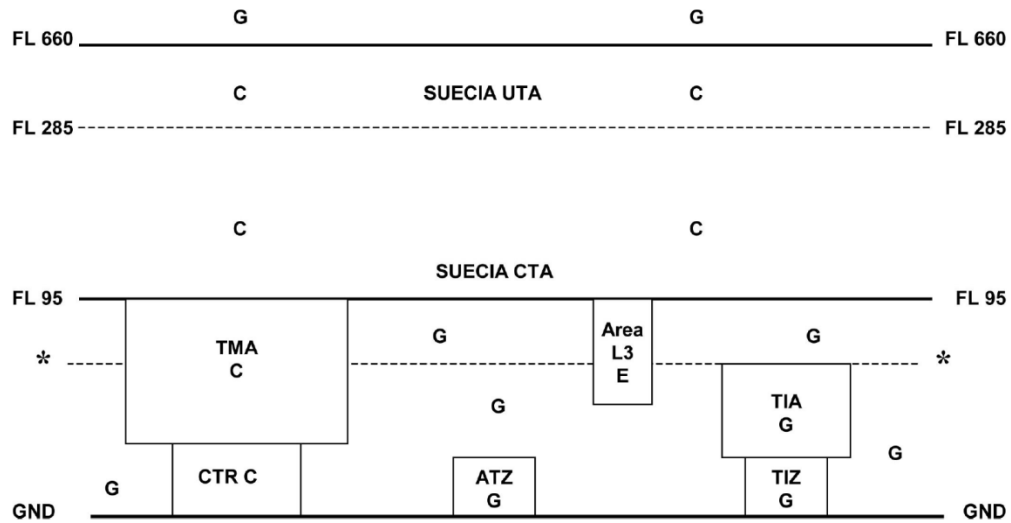 G G
FL 660 FL 660
C SUECIA UTA C
FL 285 FL 285
C C
SUECIA CTA
FL 95 FL 95
TMA
C
G
Area
L3
E
G
* *
G
TIA
G
G
CTR C
G
ATZ
G
TIZ
G
GND GND